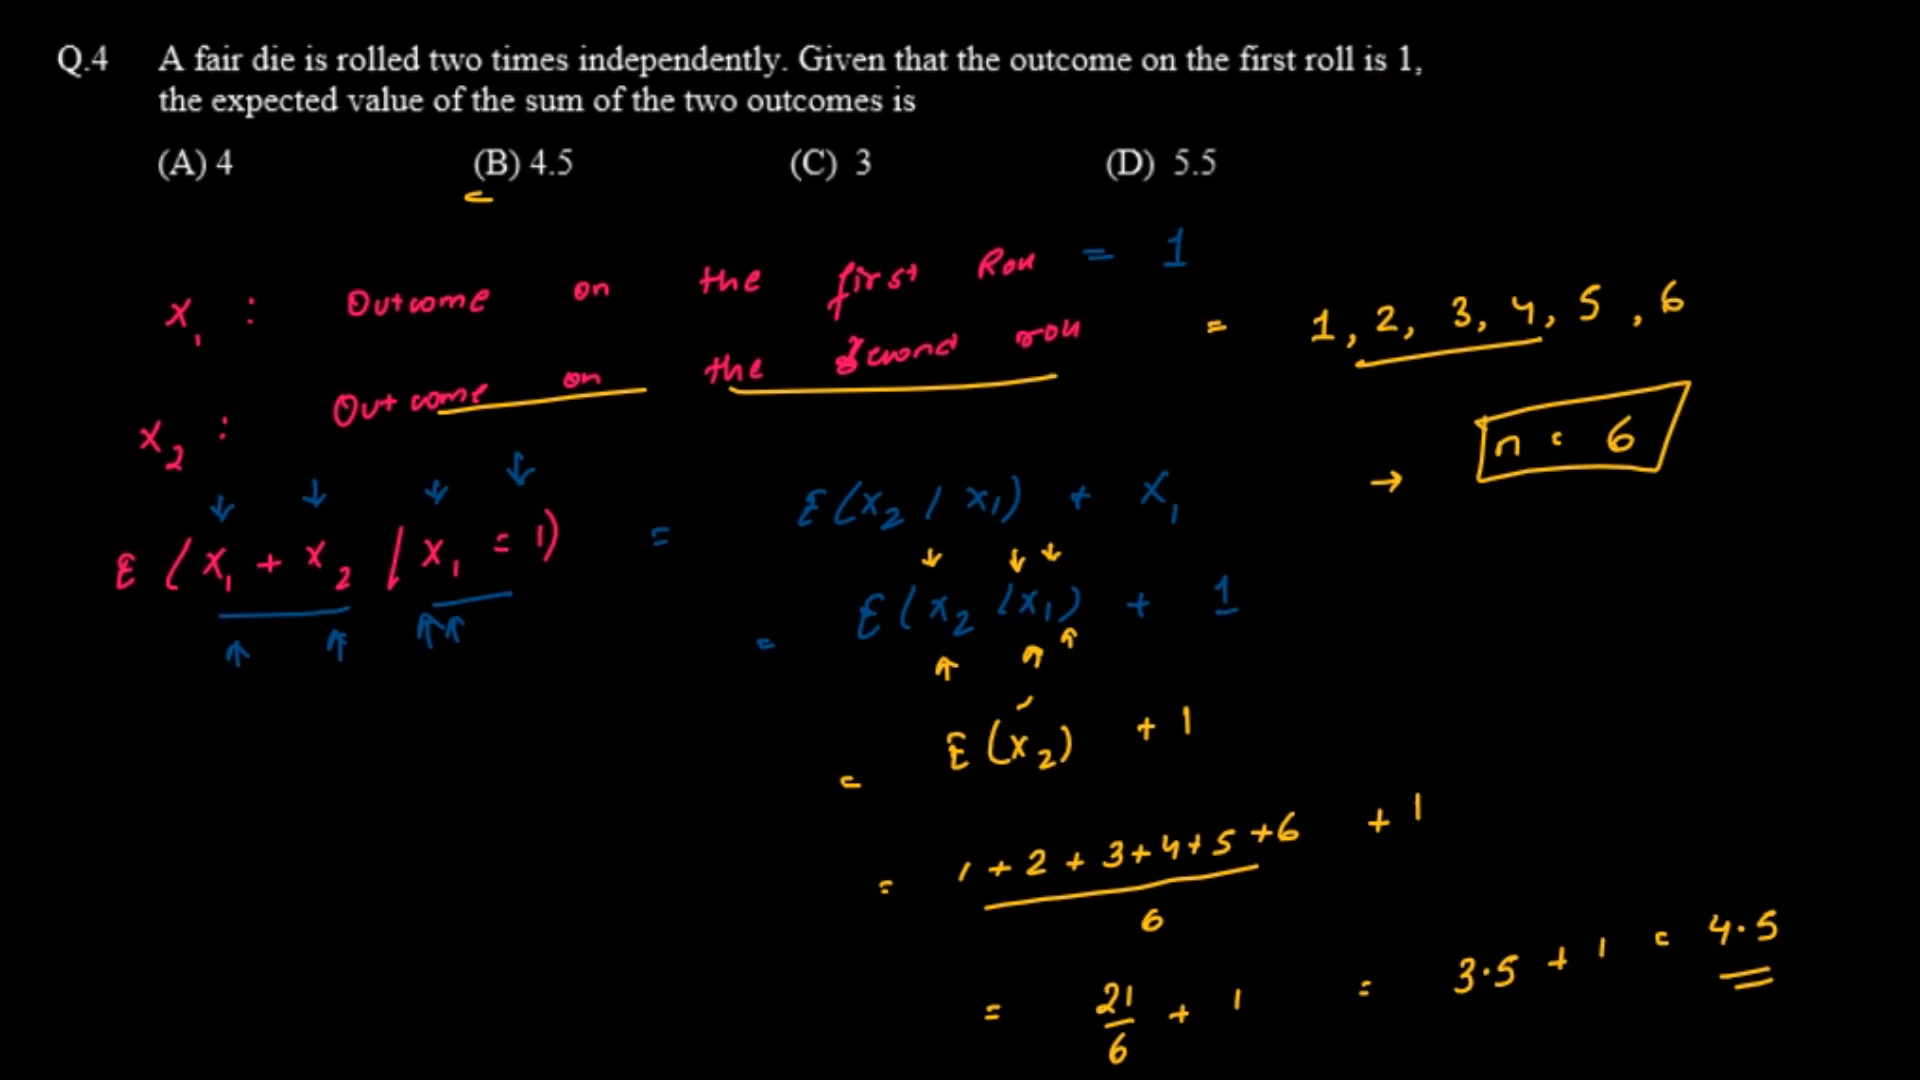 Q.4 A fair die is rolled two times independently. Given that the outcome on the first roll is 1,
the expected value of the sum of the two outcomes is
(A) 4 (B) 4.5 (C) 3 (D) 5.5
x₁ : Outcome on the first Roll = 1
x₂ : Outcome on the second roll = 1, 2, 3, 4, 5, 6
→ n = 6
E(x₁ + x₂ / x₁ = 1) = E(x₂ / x₁) + x₁
= E(x₂ / x₁) + 1
= E(x₂) + 1
= 1 + 2 + 3 + 4 + 5 + 6 / 6 + 1
= 21/6 + 1 = 3.5 + 1 = 4.5